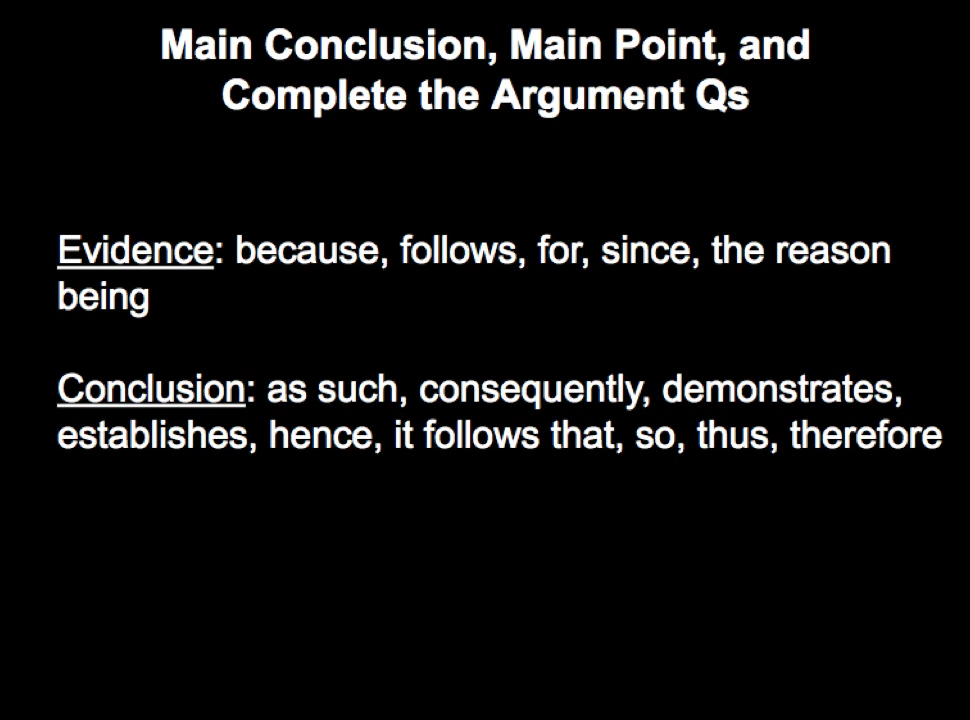 Main Conclusion, Main Point, and
Complete the Argument Qs
Evidence: because, follows, for, since, the reason
being
Conclusion: as such, consequently, demonstrates,
establishes, hence, it follows that, so, thus, therefore